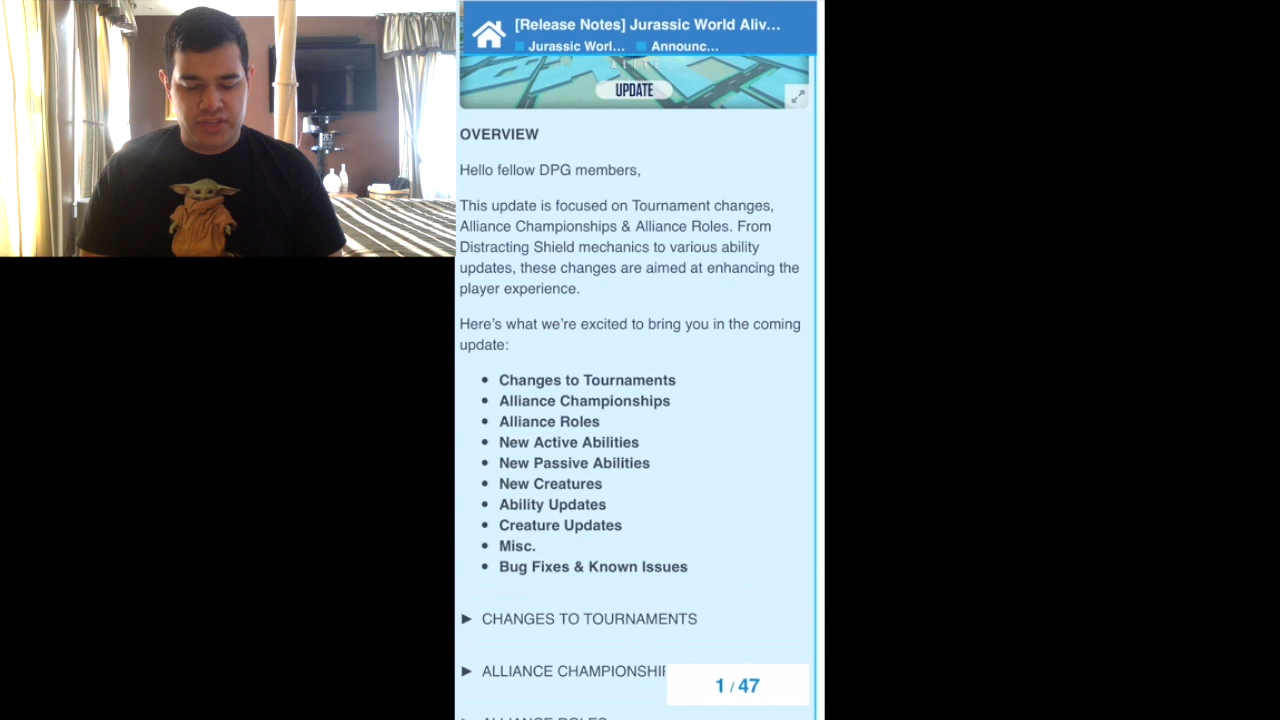 [Release Notes] Jurassic World Aliv...
Jurassic Worl... Announc...
ALIVE
UPDATE
OVERVIEW
Hello fellow DPG members,
This update is focused on Tournament changes,
Alliance Championships & Alliance Roles. From
Distracting Shield mechanics to various ability
updates, these changes are aimed at enhancing the
player experience.
Here’s what we’re excited to bring you in the coming
update:
• Changes to Tournaments
• Alliance Championships
• Alliance Roles
• New Active Abilities
• New Passive Abilities
• New Creatures
• Ability Updates
• Creature Updates
• Misc.
• Bug Fixes & Known Issues
► CHANGES TO TOURNAMENTS
► ALLIANCE CHAMPIONSHIP
1 / 47
ALLIANCE ROLES